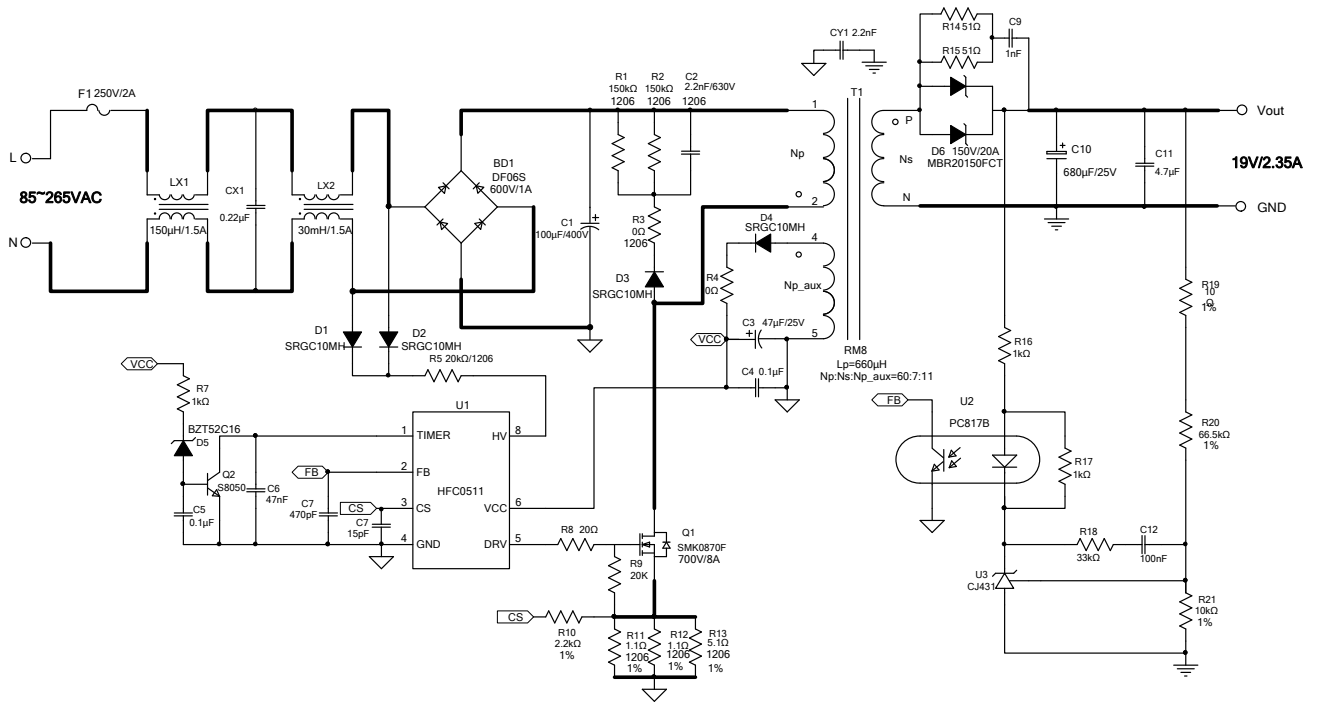 F1 250V/2A
L
85~265VAC
N
LX1
150µH/1.5A
CX1
0.22µF
LX2
30mH/1.5A
BD1
DF06S
600V/1A
C1
+
100µF/400V
R1
150kΩ
1206
R2
150kΩ
1206
C2
2.2nF/630V
1206
R3
0Ω
1206
D3
SRGC10MH
CY1 2.2nF
T1
1
Np
2
4
Np_aux
5
Ns
P
N
RM8
Lp=660µH
Np:Ns:Np_aux=60:7:11
D4
SRGC10MH
R4
0Ω
C3 47µF/25V
+
VCC
C4 0.1µF
R14 51Ω
R15 51Ω
C9
1nF
D6 150V/20A
MBR20150FCT
C10
+
680µF/25V
C11
4.7µF
Vout
19V/2.35A
GND
D1
SRGC10MH
D2
SRGC10MH
R5 20kΩ/1206
VCC
R7
1kΩ
BZT52C16
D5
Q2
S8050
C5
0.1µF
C6
47nF
FB
C7
470pF
CS
C7
15pF
U1
HFC0511
1 TIMER
2 FB
3 CS
4 GND
HV 8
VCC 6
DRV 5
R8 20Ω
R9
20K
Q1
SMK0870F
700V/8A
CS
R10
2.2kΩ
1%
R11
1.1Ω
1206
1%
R12
1.1Ω
1206
1%
R13
5.1Ω
1206
1%
FB
U2
PC817B
R16
1kΩ
R17
1kΩ
R18
33kΩ
C12
100nF
U3
CJ431
R19
10
Ω
1%
R20
66.5kΩ
1%
R21
10kΩ
1%